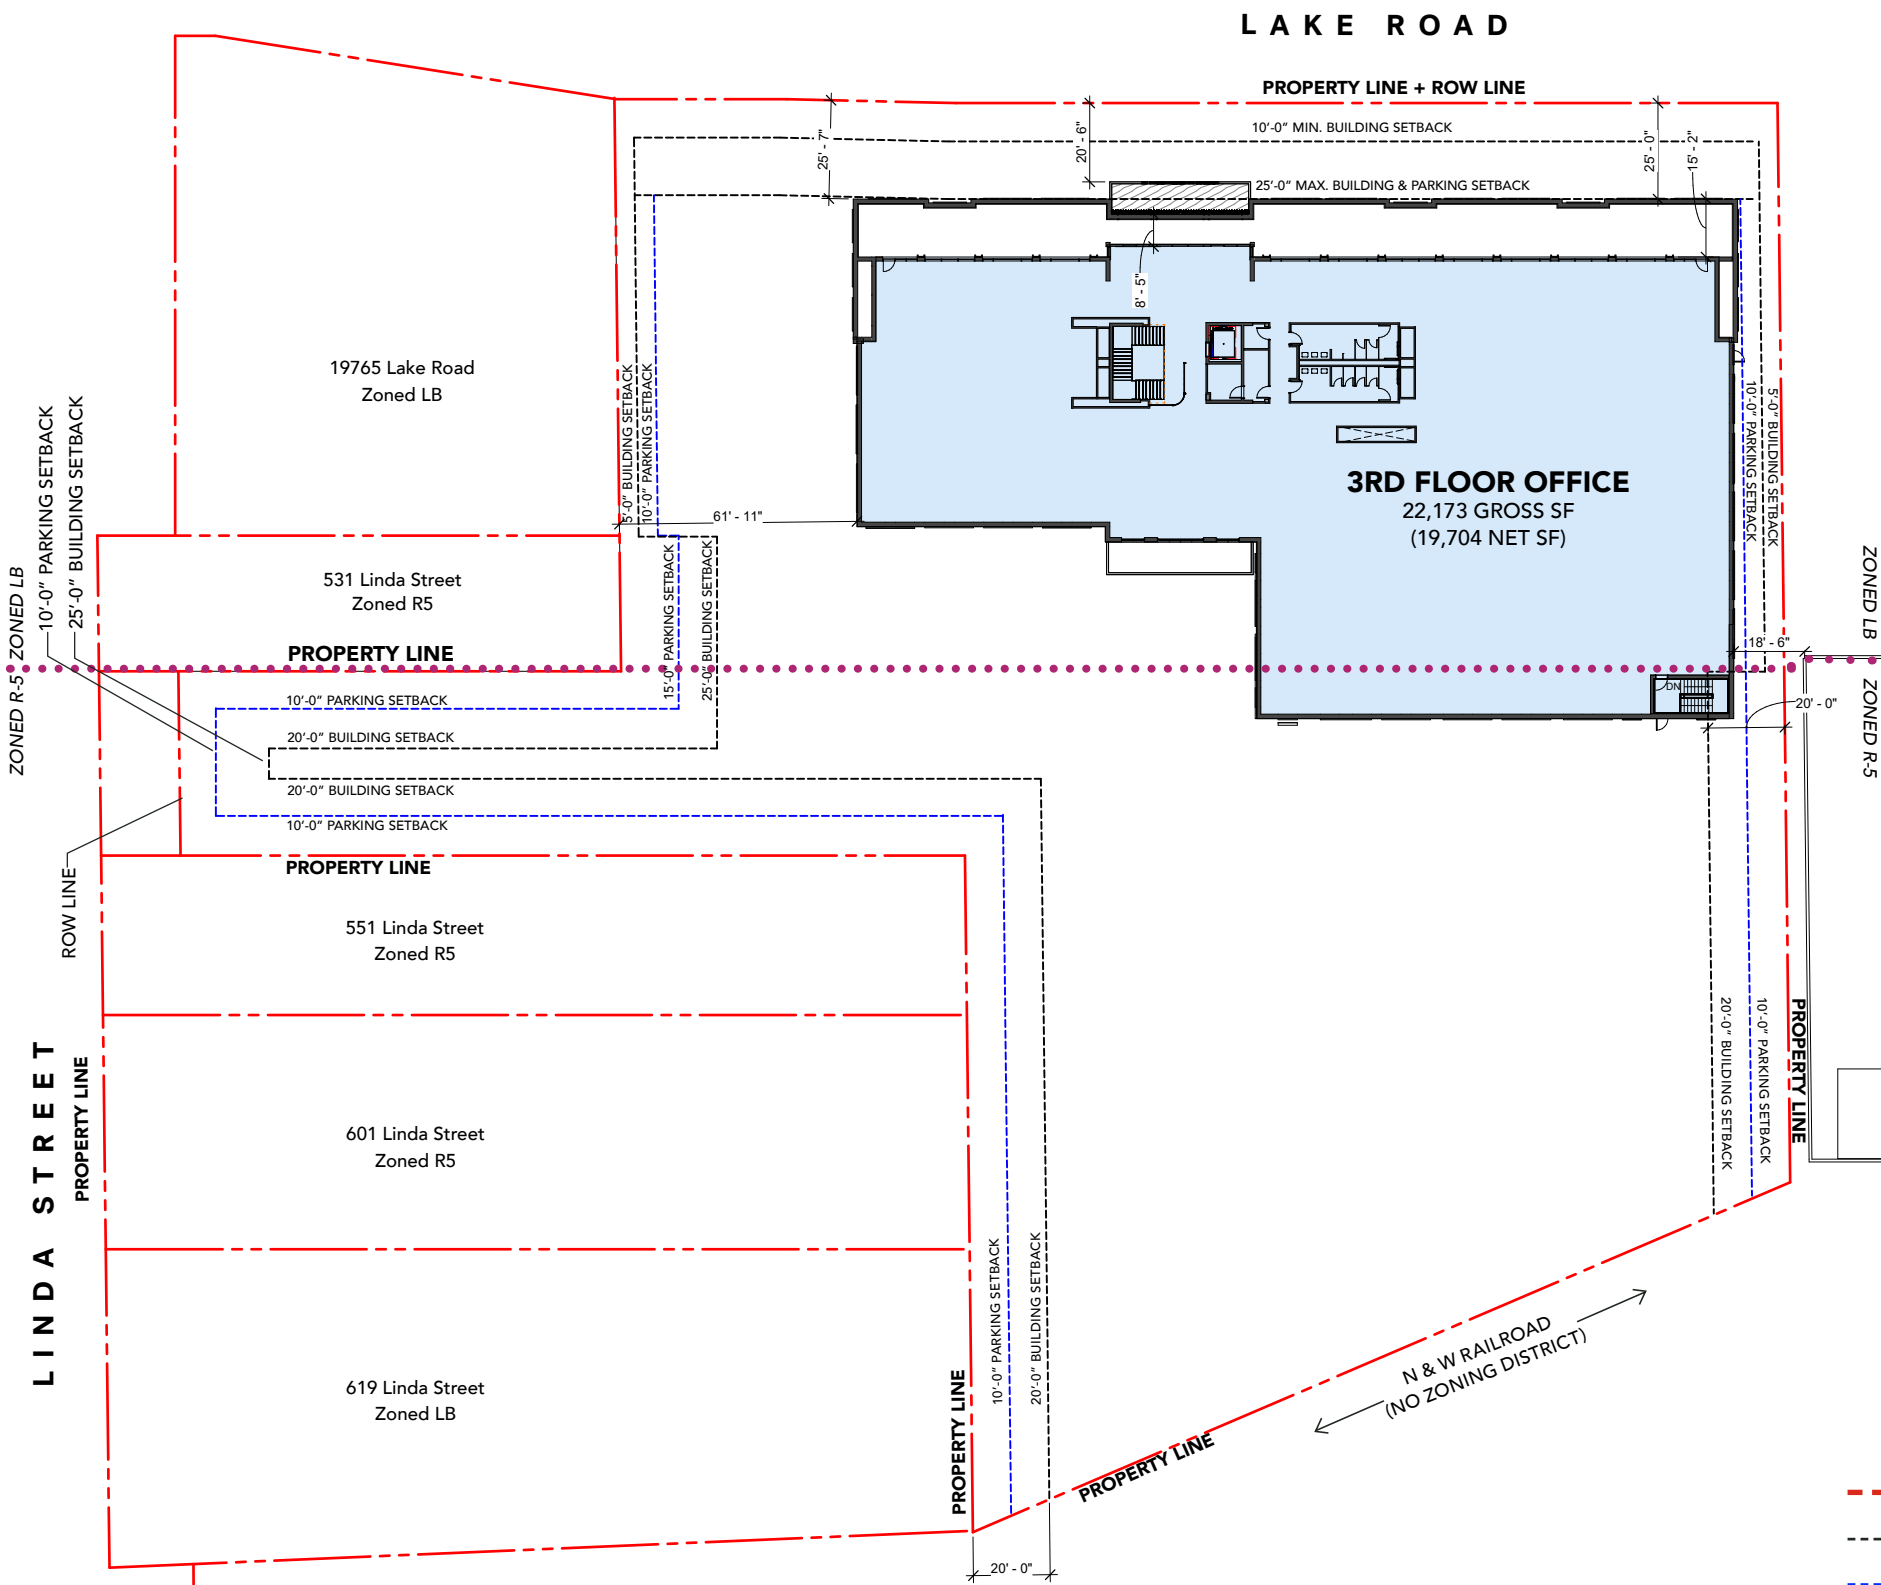 LAKE ROAD
PROPERTY LINE + ROW LINE
10'-0" MIN. BUILDING SETBACK
25' - 7"
20' - 6"
25' - 0"
15' - 2"
25'-0" MAX. BUILDING & PARKING SETBACK
8' - 5"
19765 Lake Road
Zoned LB
5'-0" BUILDING SETBACK
10'-0" PARKING SETBACK
10'-0" PARKING SETBACK
5'-0" BUILDING SETBACK
10'-0" PARKING SETBACK
25'-0" BUILDING SETBACK
3RD FLOOR OFFICE
22,173 GROSS SF
(19,704 NET SF)
61' - 11"
531 Linda Street
Zoned R5
15'-0" PARKING SETBACK
25'-0" BUILDING SETBACK
ZONED LB
ZONED R-5
ZONED LB
ZONED R-5
PROPERTY LINE
18' - 6"
DN
20' - 0"
10'-0" PARKING SETBACK
20'-0" BUILDING SETBACK
20'-0" BUILDING SETBACK
10'-0" PARKING SETBACK
PROPERTY LINE
ROW LINE
551 Linda Street
Zoned R5
LINDA STREET
PROPERTY LINE
601 Linda Street
Zoned R5
20'-0" BUILDING SETBACK
10'-0" PARKING SETBACK
PROPERTY LINE
619 Linda Street
Zoned LB
PROPERTY LINE
10'-0" PARKING SETBACK
20'-0" BUILDING SETBACK
N & W RAILROAD
(NO ZONING DISTRICT)
PROPERTY LINE
20' - 0"